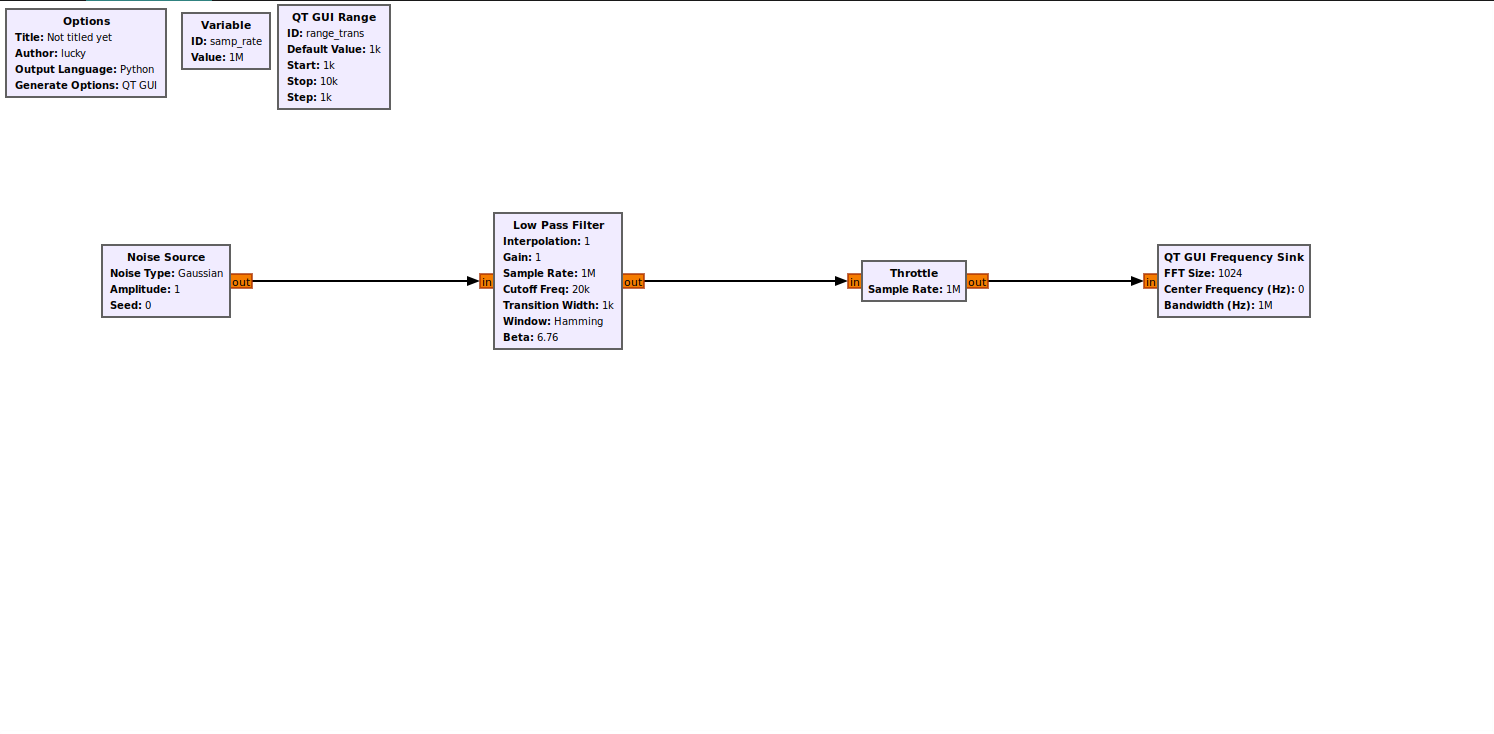 Options
Title: Not titled yet
Author: lucky
Output Language: Python
Generate Options: QT GUI
Variable
ID: samp_rate
Value: 1M
QT GUI Range
ID: range_trans
Default Value: 1k
Start: 1k
Stop: 10k
Step: 1k
Noise Source
Noise Type: Gaussian
Amplitude: 1
Seed: 0
out
in
Low Pass Filter
Interpolation: 1
Gain: 1
Sample Rate: 1M
Cutoff Freq: 20k
Transition Width: 1k
Window: Hamming
Beta: 6.76
out
in
Throttle
Sample Rate: 1M
out
in
QT GUI Frequency Sink
FFT Size: 1024
Center Frequency (Hz): 0
Bandwidth (Hz): 1M